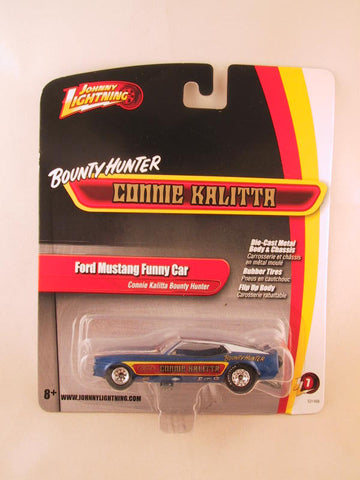 JOHNNY
LIGHTNING
BOUNTY HUNTER
CONNIE KALITTA
Die-Cast Metal
Body & Chassis
Carrosserie et châssis
en métal moulé
Rubber Tires
Pneus en caoutchouc
Flip Up Body
Carosserie rabattable
Ford Mustang Funny Car
Connie Kalitta Bounty Hunter
BOUNTY HUNTER
CONNIE KALITTA
8+
WWW.JOHNNYLIGHTNING.COM